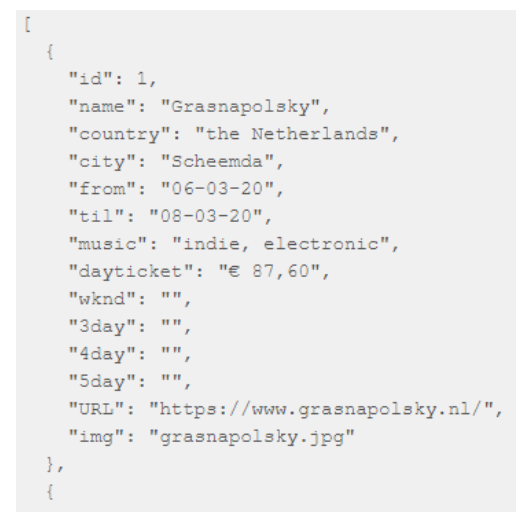 [
  {
    "id": 1,
    "name": "Grasnapolsky",
    "country": "the Netherlands",
    "city": "Scheemda",
    "from": "06-03-20",
    "til": "08-03-20",
    "music": "indie, electronic",
    "dayticket": "€ 87,60",
    "wknd": "",
    "3day": "",
    "4day": "",
    "5day": "",
    "URL": "https://www.grasnapolsky.nl/",
    "img": "grasnapolsky.jpg"
  },
  {